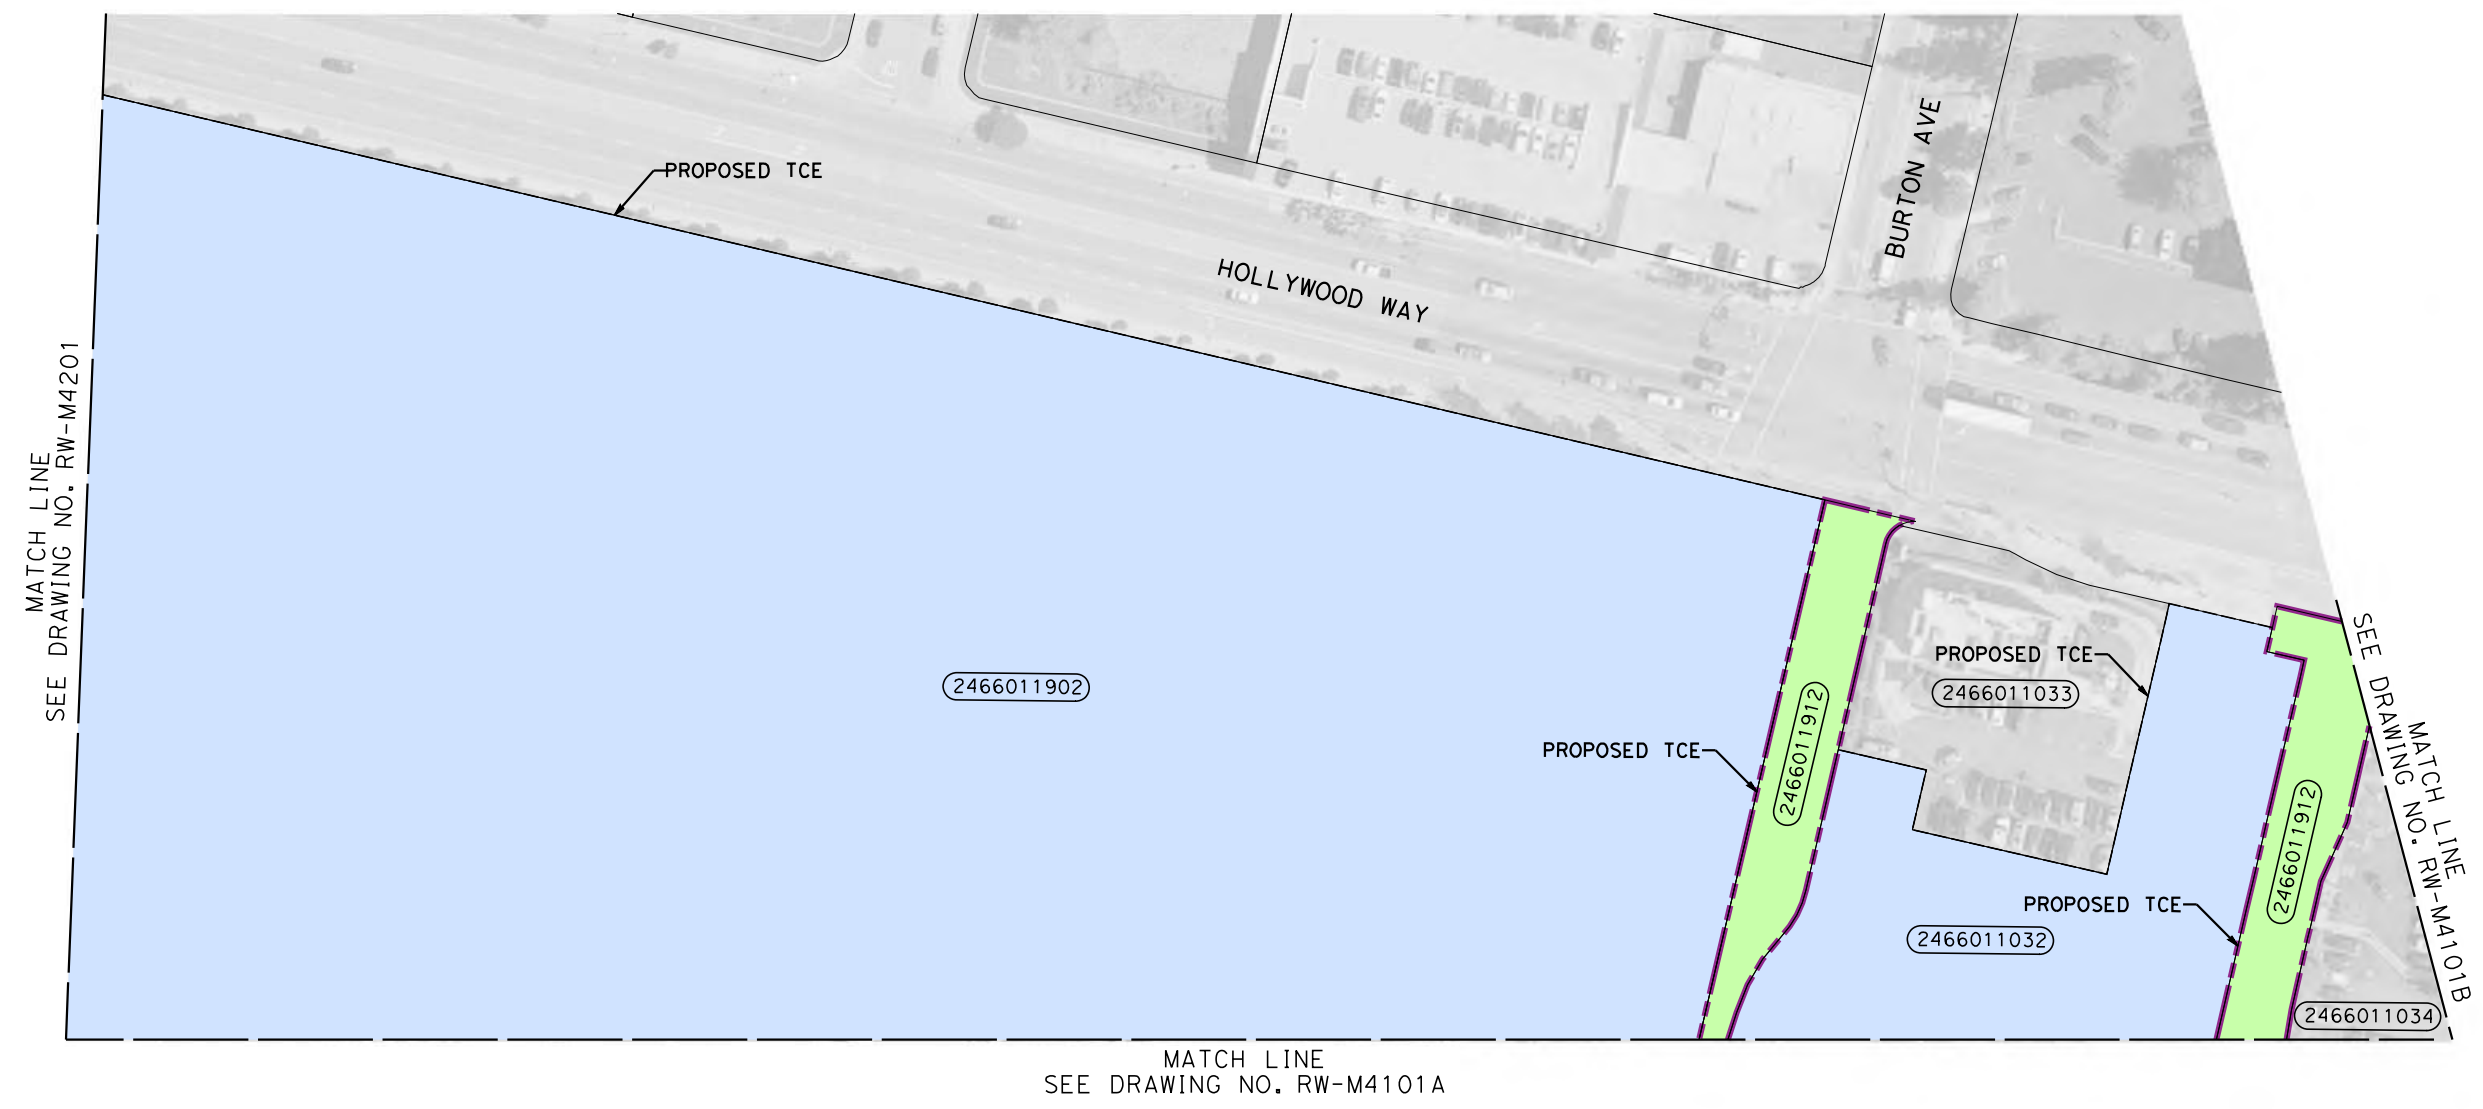 PROPOSED TCE
BURTON AVE
HOLLYWOOD WAY
MATCH LINE
SEE DRAWING NO. RW-M4201
2466011902
PROPOSED TCE
2466011912
PROPOSED TCE
2466011033
PROPOSED TCE
2466011032
2466011912
2466011034
MATCH LINE
SEE DRAWING NO. RW-M4101B
MATCH LINE
SEE DRAWING NO. RW-M4101A